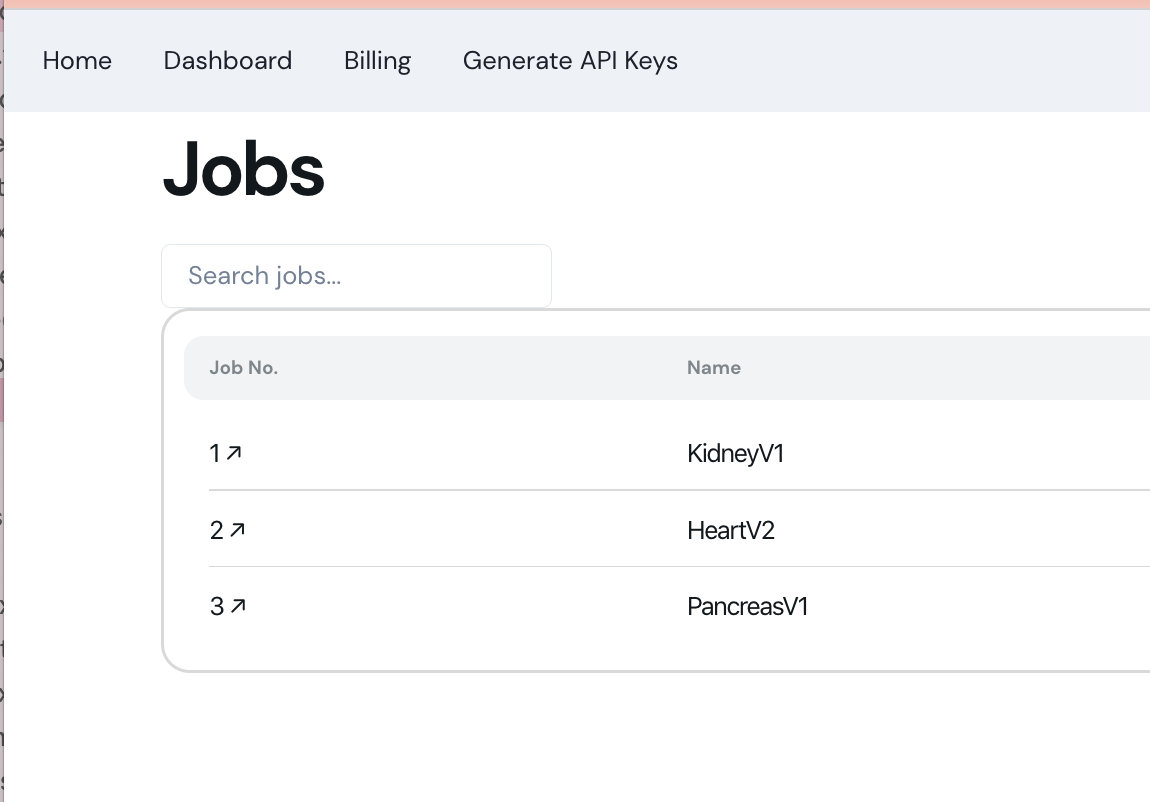 Home Dashboard Billing Generate API Keys
Jobs
Search jobs...
Job No. Name
1 KidneyV1
2 HeartV2
3 PancreasV1